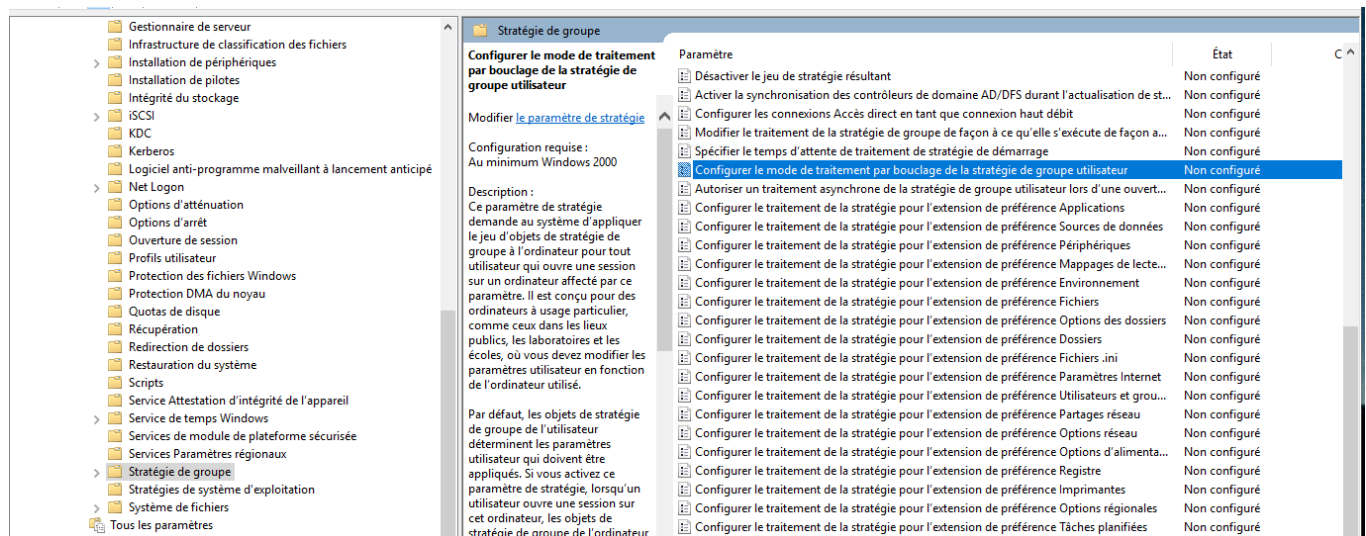 Gestionnaire de serveur
Infrastructure de classification des fichiers
Installation de périphériques
Installation de pilotes
Intégrité du stockage
iSCSI
KDC
Kerberos
Logiciel anti-programme malveillant à lancement anticipé
Net Logon
Options d'atténuation
Options d'arrêt
Ouverture de session
Profils utilisateur
Protection des fichiers Windows
Protection DMA du noyau
Quotas de disque
Récupération
Redirection de dossiers
Restauration du système
Scripts
Service Attestation d'intégrité de l'appareil
Service de temps Windows
Services de module de plateforme sécurisée
Services Paramètres régionaux
Stratégie de groupe
Stratégies de système d'exploitation
Système de fichiers
Tous les paramètres
Stratégie de groupe
Configurer le mode de traitement
par bouclage de la stratégie de
groupe utilisateur
Modifier le paramètre de stratégie
Configuration requise :
Au minimum Windows 2000
Description :
Ce paramètre de stratégie
demande au système d'appliquer
le jeu d'objets de stratégie de
groupe à l'ordinateur pour tout
utilisateur qui ouvre une session
sur un ordinateur affecté par ce
paramètre. Il est conçu pour des
ordinateurs à usage particulier,
comme ceux dans les lieux
publics, les laboratoires et les
écoles, où vous devez modifier les
paramètres utilisateur en fonction
de l'ordinateur utilisé.
Par défaut, les objets de stratégie
de groupe de l'utilisateur
déterminent les paramètres
utilisateur qui doivent être
appliqués. Si vous activez ce
paramètre de stratégie, lorsqu'un
utilisateur ouvre une session sur
cet ordinateur, les objets de
stratégie de groupe de l'ordinateur
Paramètre État C
Désactiver le jeu de stratégie résultant Non configuré
Activer la synchronisation des contrôleurs de domaine AD/DFS durant l'actualisation de st... Non configuré
Configurer les connexions Accès direct en tant que connexion haut débit Non configuré
Modifier le traitement de la stratégie de groupe de façon à ce qu'elle s'exécute de façon a... Non configuré
Spécifier le temps d'attente de traitement de stratégie de démarrage Non configuré
Configurer le mode de traitement par bouclage de la stratégie de groupe utilisateur Non configuré
Autoriser un traitement asynchrone de la stratégie de groupe utilisateur lors d'une ouvert... Non configuré
Configurer le traitement de la stratégie pour l'extension de préférence Applications Non configuré
Configurer le traitement de la stratégie pour l'extension de préférence Sources de données Non configuré
Configurer le traitement de la stratégie pour l'extension de préférence Périphériques Non configuré
Configurer le traitement de la stratégie pour l'extension de préférence Mappages de lecte... Non configuré
Configurer le traitement de la stratégie pour l'extension de préférence Environnement Non configuré
Configurer le traitement de la stratégie pour l'extension de préférence Fichiers Non configuré
Configurer le traitement de la stratégie pour l'extension de préférence Options des dossiers Non configuré
Configurer le traitement de la stratégie pour l'extension de préférence Dossiers Non configuré
Configurer le traitement de la stratégie pour l'extension de préférence Fichiers .ini Non configuré
Configurer le traitement de la stratégie pour l'extension de préférence Paramètres Internet Non configuré
Configurer le traitement de la stratégie pour l'extension de préférence Utilisateurs et grou... Non configuré
Configurer le traitement de la stratégie pour l'extension de préférence Partages réseau Non configuré
Configurer le traitement de la stratégie pour l'extension de préférence Options réseau Non configuré
Configurer le traitement de la stratégie pour l'extension de préférence Options d'alimenta... Non configuré
Configurer le traitement de la stratégie pour l'extension de préférence Registre Non configuré
Configurer le traitement de la stratégie pour l'extension de préférence Imprimantes Non configuré
Configurer le traitement de la stratégie pour l'extension de préférence Options régionales Non configuré
Configurer le traitement de la stratégie pour l'extension de préférence Tâches planifiées Non configuré